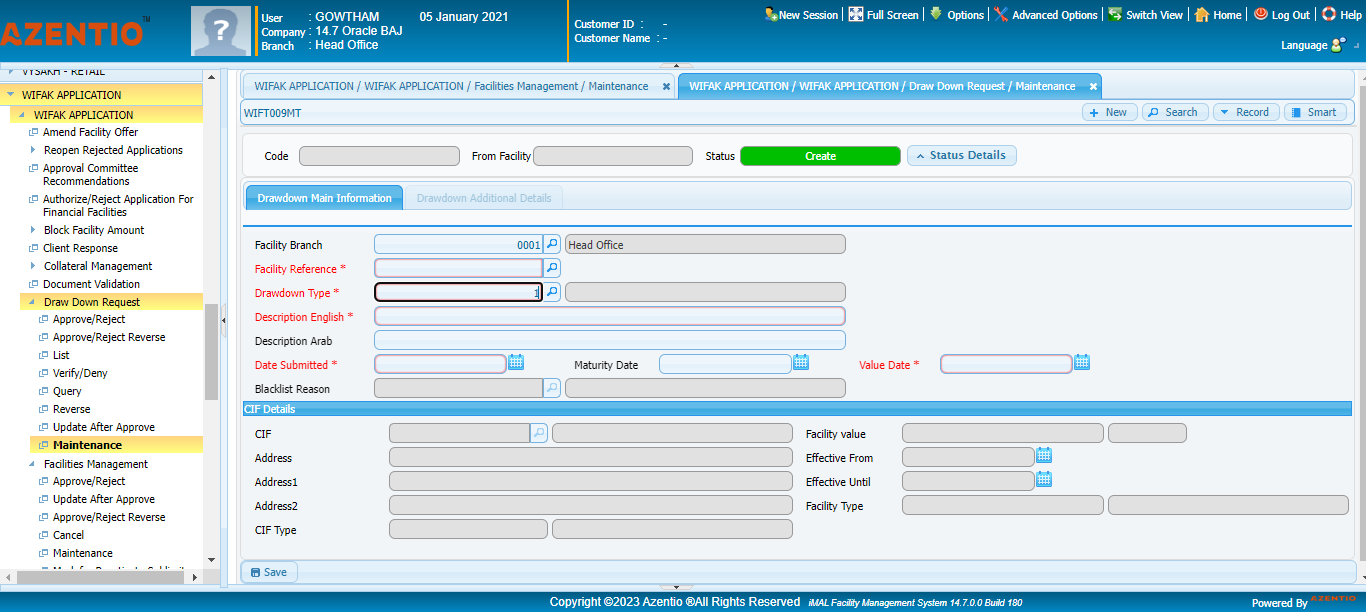 AZENTIO™
?
User : GOWTHAM 05 January 2021
Company : 14.7 Oracle BAJ
Branch : Head Office
Customer ID : -
Customer Name : -
New Session Full Screen Options Advanced Options Switch View Home Log Out Help
Language
VYSAKH - RETAIL
WIFAK APPLICATION
WIFAK APPLICATION
Amend Facility Offer
Reopen Rejected Applications
Approval Committee
Recommendations
Authorize/Reject Application For
Financial Facilities
Block Facility Amount
Client Response
Collateral Management
Document Validation
Draw Down Request
Approve/Reject
Approve/Reject Reverse
List
Verify/Deny
Query
Reverse
Update After Approve
Maintenance
Facilities Management
Approve/Reject
Update After Approve
Approve/Reject Reverse
Cancel
Maintenance
WIFAK APPLICATION / WIFAK APPLICATION / Facilities Management / Maintenance
WIFAK APPLICATION / WIFAK APPLICATION / Draw Down Request / Maintenance
WIFT009MT
New Search Record Smart
Code From Facility Status Create Status Details
Drawdown Main Information Drawdown Additional Details
Facility Branch 0001 Head Office
Facility Reference *
Drawdown Type * 1
Description English *
Description Arab
Date Submitted * Maturity Date Value Date *
Blacklist Reason
CIF Details
CIF Facility value
Address Effective From
Address1 Effective Until
Address2 Facility Type
CIF Type
Save
Copyright ©2023 Azentio ®All Rights Reserved iMAL Facility Management System 14.7.0.0 Build 180
Powered By AZENTIO